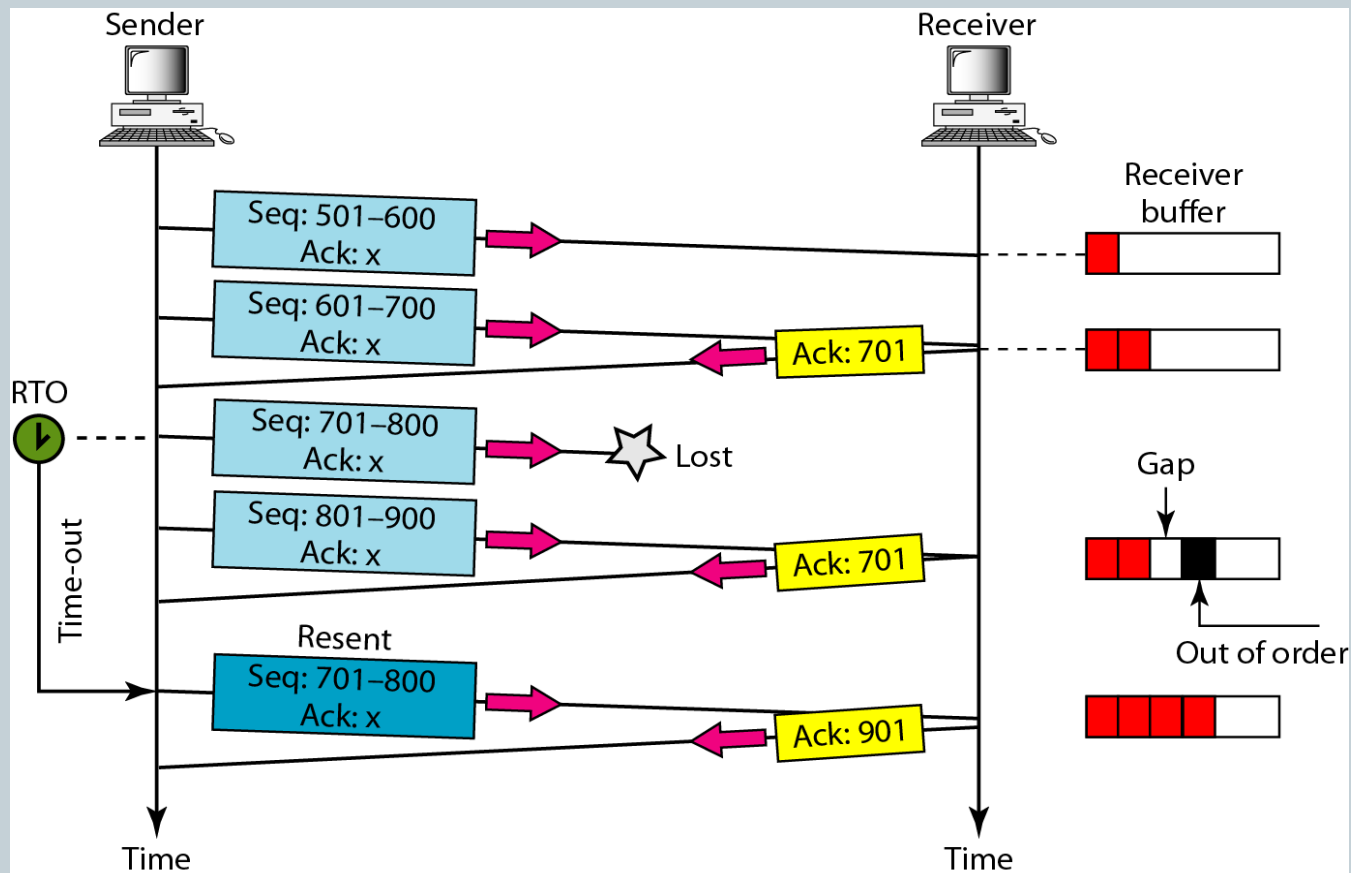 Sender
Receiver
Receiver
buffer
Seq: 501–600
Ack: x
Seq: 601–700
Ack: x
Ack: 701
RTO
Seq: 701–800
Ack: x
Lost
Gap
Time-out
Seq: 801–900
Ack: x
Ack: 701
Out of order
Resent
Seq: 701–800
Ack: x
Ack: 901
Time
Time